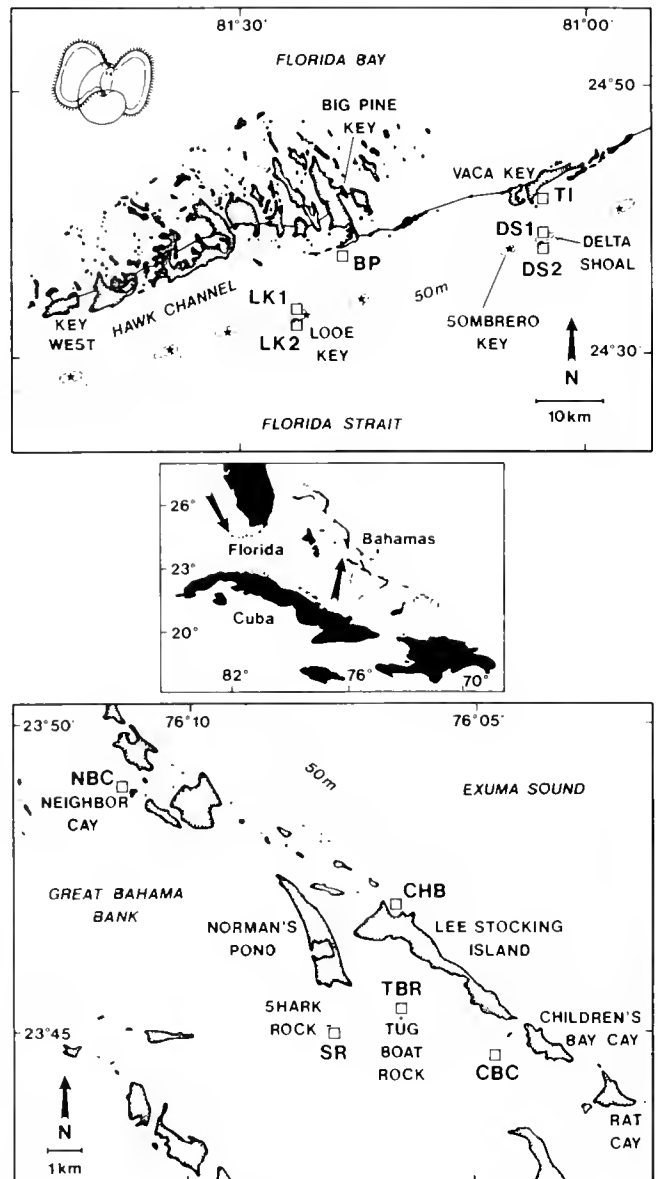 81°30'
81°00'
FLORIDA BAY
24°50'
BIG PINE
KEY
VACA KEY
TI
DS1
DELTA
SHOAL
DS2
BP
50m
LK1
HAWK CHANNEL
KEY
WEST
LOOE
KEY
LK2
SOMBRERO
KEY
24°30'
N
10km
FLORIDA STRAIT
26°
Florida
Bahamas
23°
Cuba
20°
82°
76°
70°
23°50'
76°10'
76°05'
50m
NBC
NEIGHBOR
CAY
EXUMA SOUND
GREAT BAHAMA
BANK
CHB
NORMAN'S
POND
LEE STOCKING
ISLAND
TBR
SHARK
ROCK
SR
TUG
BOAT
ROCK
CHILDREN'S
BAY CAY
CBC
23°45'
RAT
CAY
N
1km